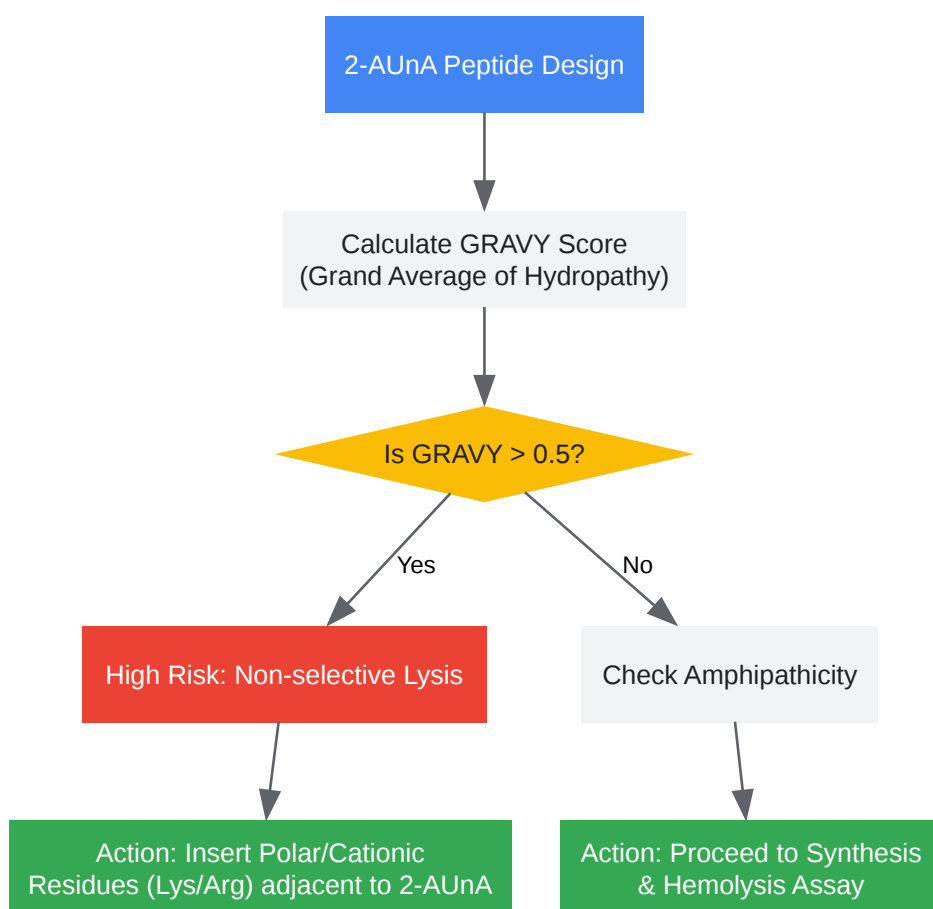 2-AUnA Peptide Design
Calculate GRAVY Score
(Grand Average of Hydropathy)
Is GRAVY > 0.5?
Yes
No
High Risk: Non-selective Lysis
Check Amphipathicity
Action: Insert Polar/Cationic
Residues (Lys/Arg) adjacent to 2-AUnA
Action: Proceed to Synthesis
& Hemolysis Assay